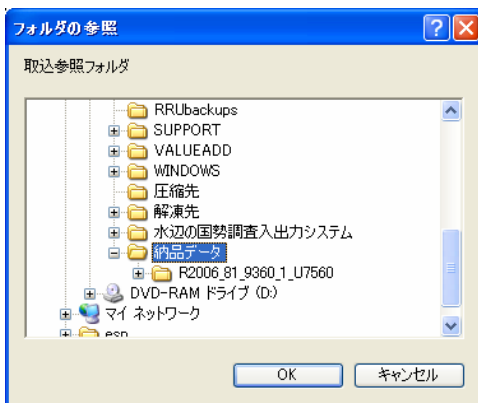 フォルダの参照
取込参照フォルダ
RRUbackups
SUPPORT
VALUEADD
WINDOWS
圧縮先
解凍先
水辺の国勢調査入出力システム
納品データ
R2006_81_9360_1_U7560
DVD-RAM ドライブ (D:)
マイ ネットワーク
esp
OK キャンセル